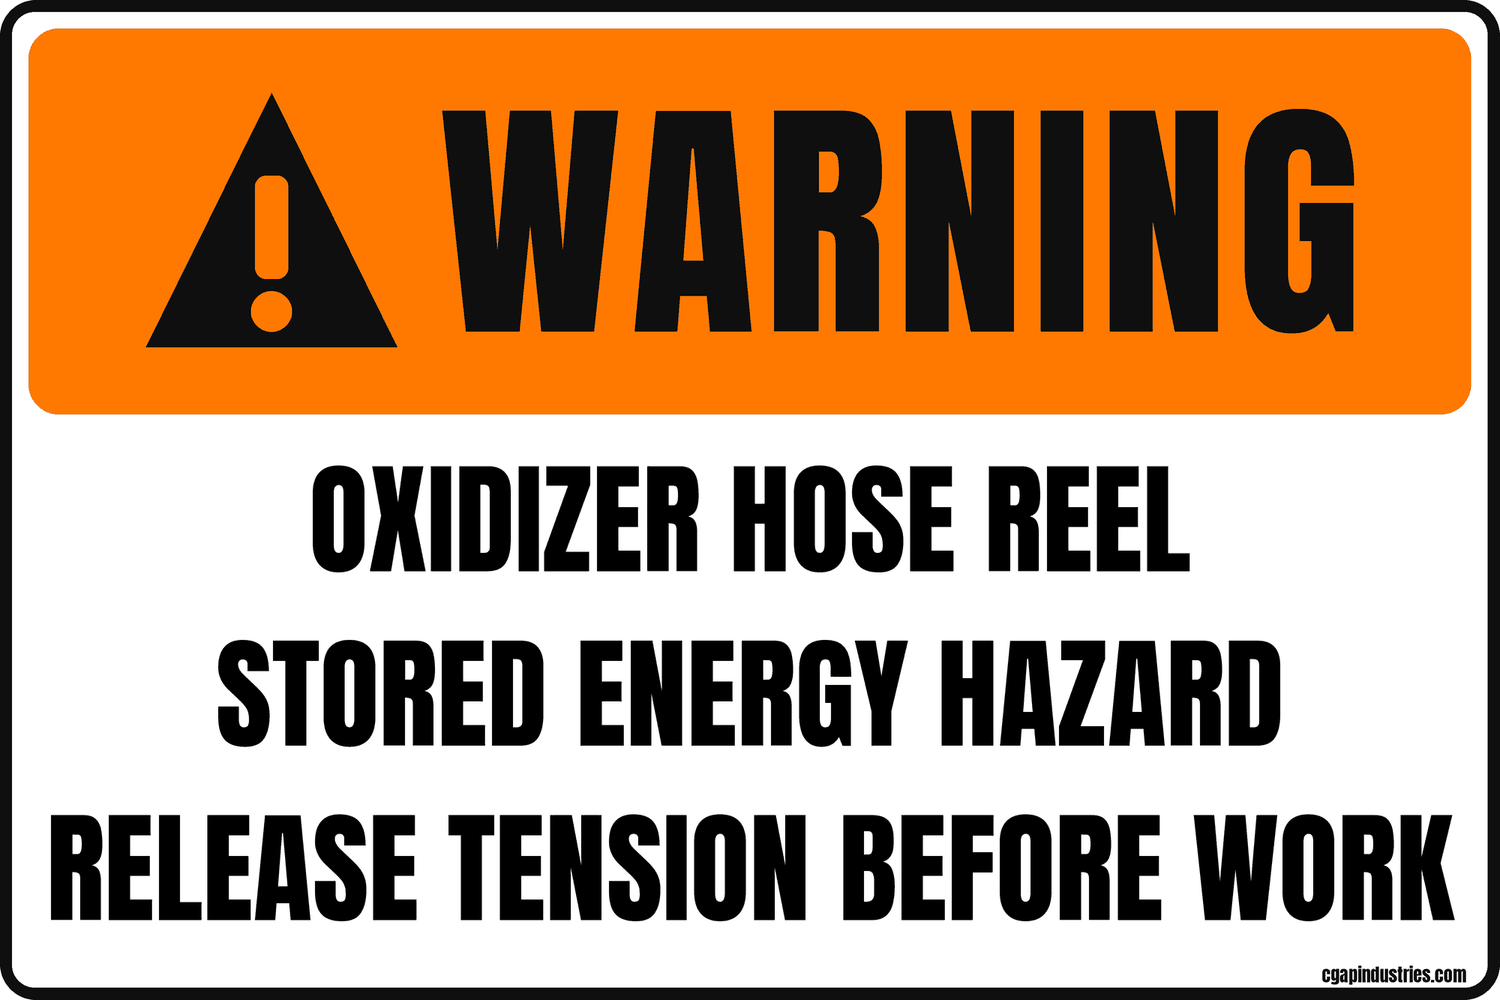 WARNING
OXIDIZER HOSE REEL
STORED ENERGY HAZARD
RELEASE TENSION BEFORE WORK
cgapindustries.com